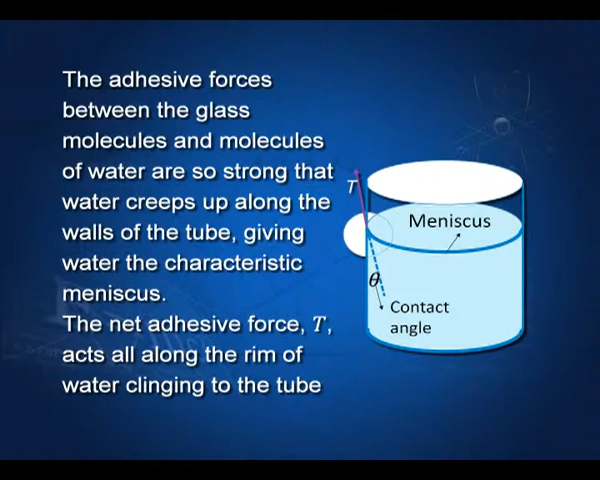 The adhesive forces
between the glass
molecules and molecules
of water are so strong that
water creeps up along the
walls of the tube, giving
water the characteristic
meniscus.
The net adhesive force, T,
acts all along the rim of
water clinging to the tube
T
Meniscus
θ
Contact
angle